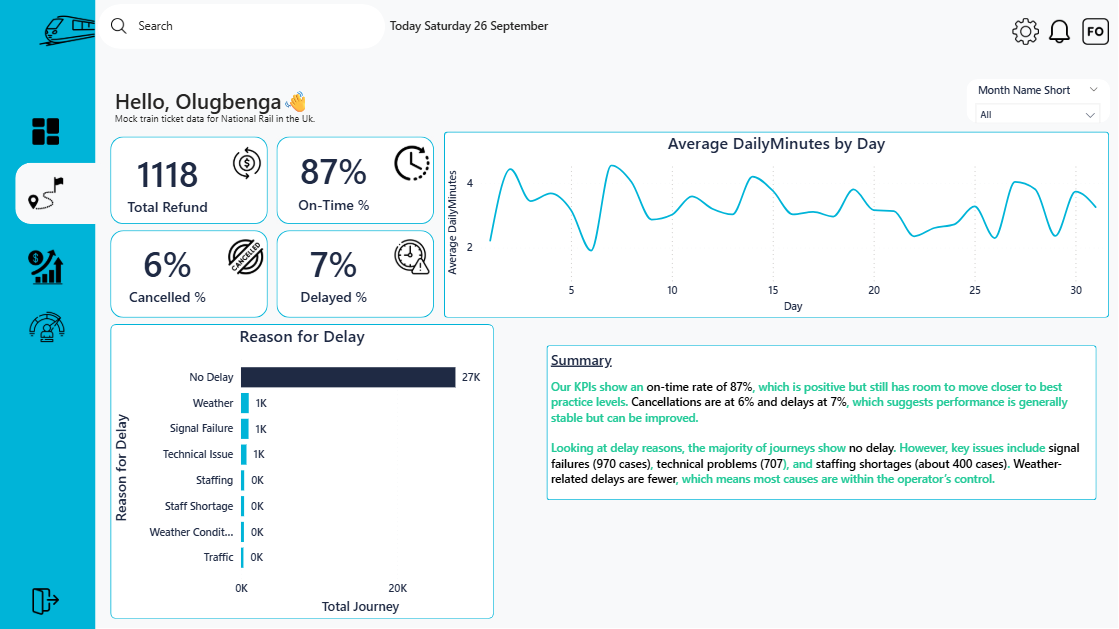 Search
Today Saturday 26 September
FO
Hello, Olugbenga 👋
Mock train ticket data for National Rail in the Uk.
Month Name Short
All
1118
Total Refund
87%
On-Time %
6%
Cancelled %
CANCELLED
7%
Delayed %
Average DailyMinutes by Day
Average DailyMinutes
4
2
5
10
15
20
25
30
Day
Reason for Delay
Reason for Delay
No Delay
27K
Weather
1K
Signal Failure
1K
Technical Issue
1K
Staffing
0K
Staff Shortage
0K
Weather Condit...
0K
Traffic
0K
0K
20K
Total Journey
Summary
Our KPIs show an on-time rate of 87%, which is positive but still has room to move closer to best
practice levels. Cancellations are at 6% and delays at 7%, which suggests performance is generally
stable but can be improved.
Looking at delay reasons, the majority of journeys show no delay. However, key issues include signal
failures (970 cases), technical problems (707), and staffing shortages (about 400 cases). Weather-
related delays are fewer, which means most causes are within the operator's control.